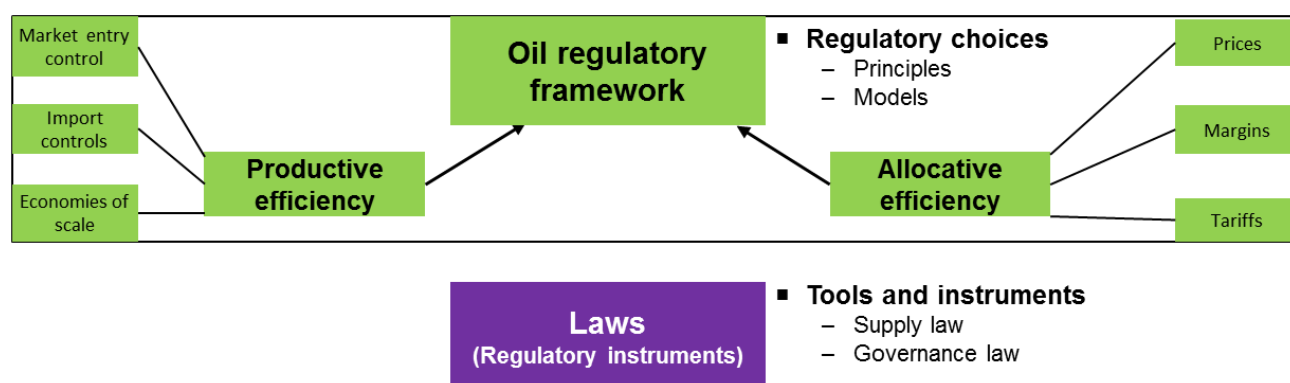 Market entry
control
Import
controls
Economies of
scale
Productive
efficiency
Oil regulatory
framework
▪ Regulatory choices
– Principles
– Models
Allocative
efficiency
Prices
Margins
Tariffs
Laws
(Regulatory instruments)
▪ Tools and instruments
– Supply law
– Governance law